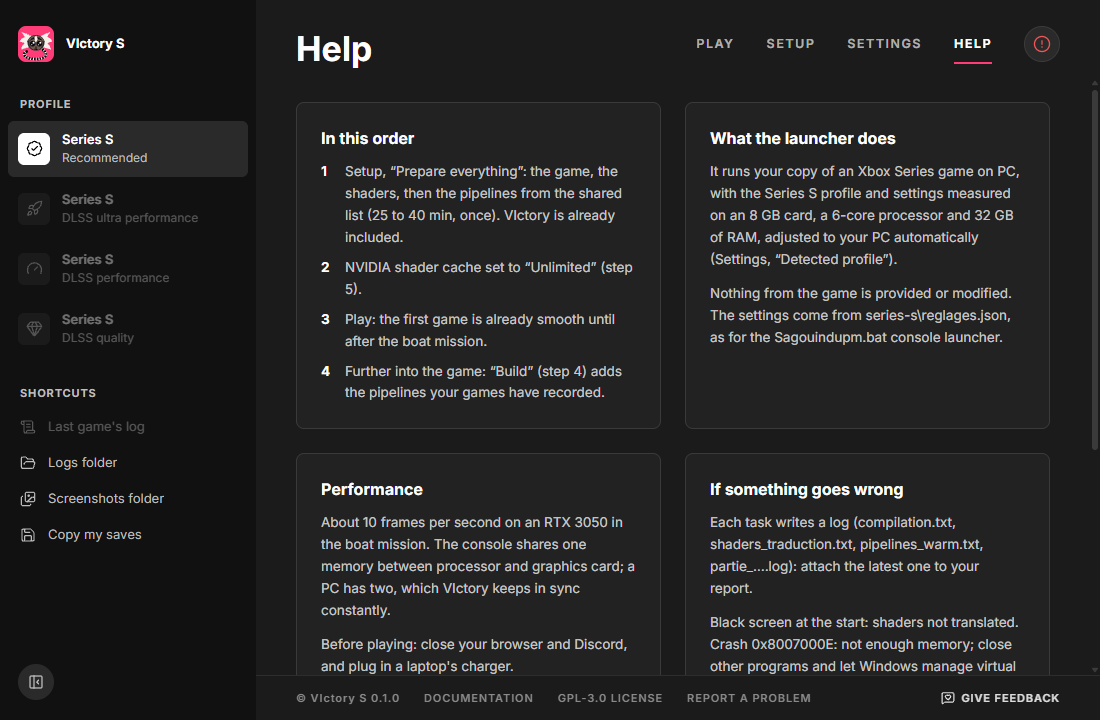 VIctory S
PROFILE
Series S
Recommended
Series S
DLSS ultra performance
Series S
DLSS performance
Series S
DLSS quality
SHORTCUTS
Last game's log
Logs folder
Screenshots folder
Copy my saves
Help
PLAY
SETUP
SETTINGS
HELP
In this order
1 Setup, “Prepare everything”: the game, the
shaders, then the pipelines from the shared
list (25 to 40 min, once). VIctory is already
included.
2 NVIDIA shader cache set to “Unlimited” (step
5).
3 Play: the first game is already smooth until
after the boat mission.
4 Further into the game: “Build” (step 4) adds
the pipelines your games have recorded.
What the launcher does
It runs your copy of an Xbox Series game on PC,
with the Series S profile and settings measured
on an 8 GB card, a 6-core processor and 32 GB
of RAM, adjusted to your PC automatically
(Settings, “Detected profile”).
Nothing from the game is provided or modified.
The settings come from series-s\reglages.json,
as for the Sagouindupm.bat console launcher.
Performance
About 10 frames per second on an RTX 3050 in
the boat mission. The console shares one
memory between processor and graphics card; a
PC has two, which VIctory keeps in sync
constantly.
Before playing: close your browser and Discord,
and plug in a laptop's charger.
If something goes wrong
Each task writes a log (compilation.txt,
shaders_traduction.txt, pipelines_warm.txt,
partie_....log): attach the latest one to your
report.
Black screen at the start: shaders not translated.
Crash 0x8007000E: not enough memory; close
other programs and let Windows manage virtual
© VIctory S 0.1.0
DOCUMENTATION
GPL-3.0 LICENSE
REPORT A PROBLEM
GIVE FEEDBACK